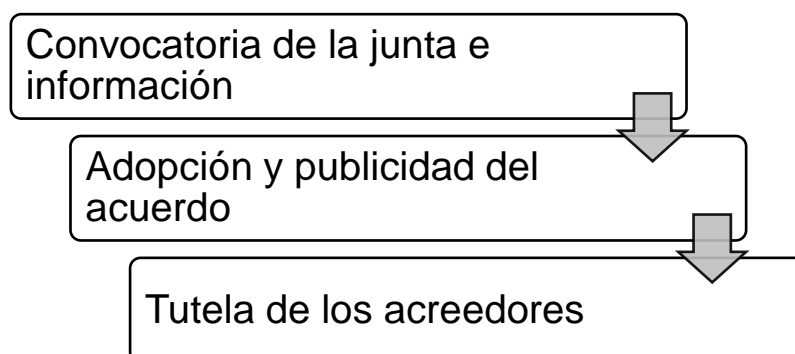 Convocatoria de la junta e
información
Adopción y publicidad del
acuerdo
Tutela de los acreedores